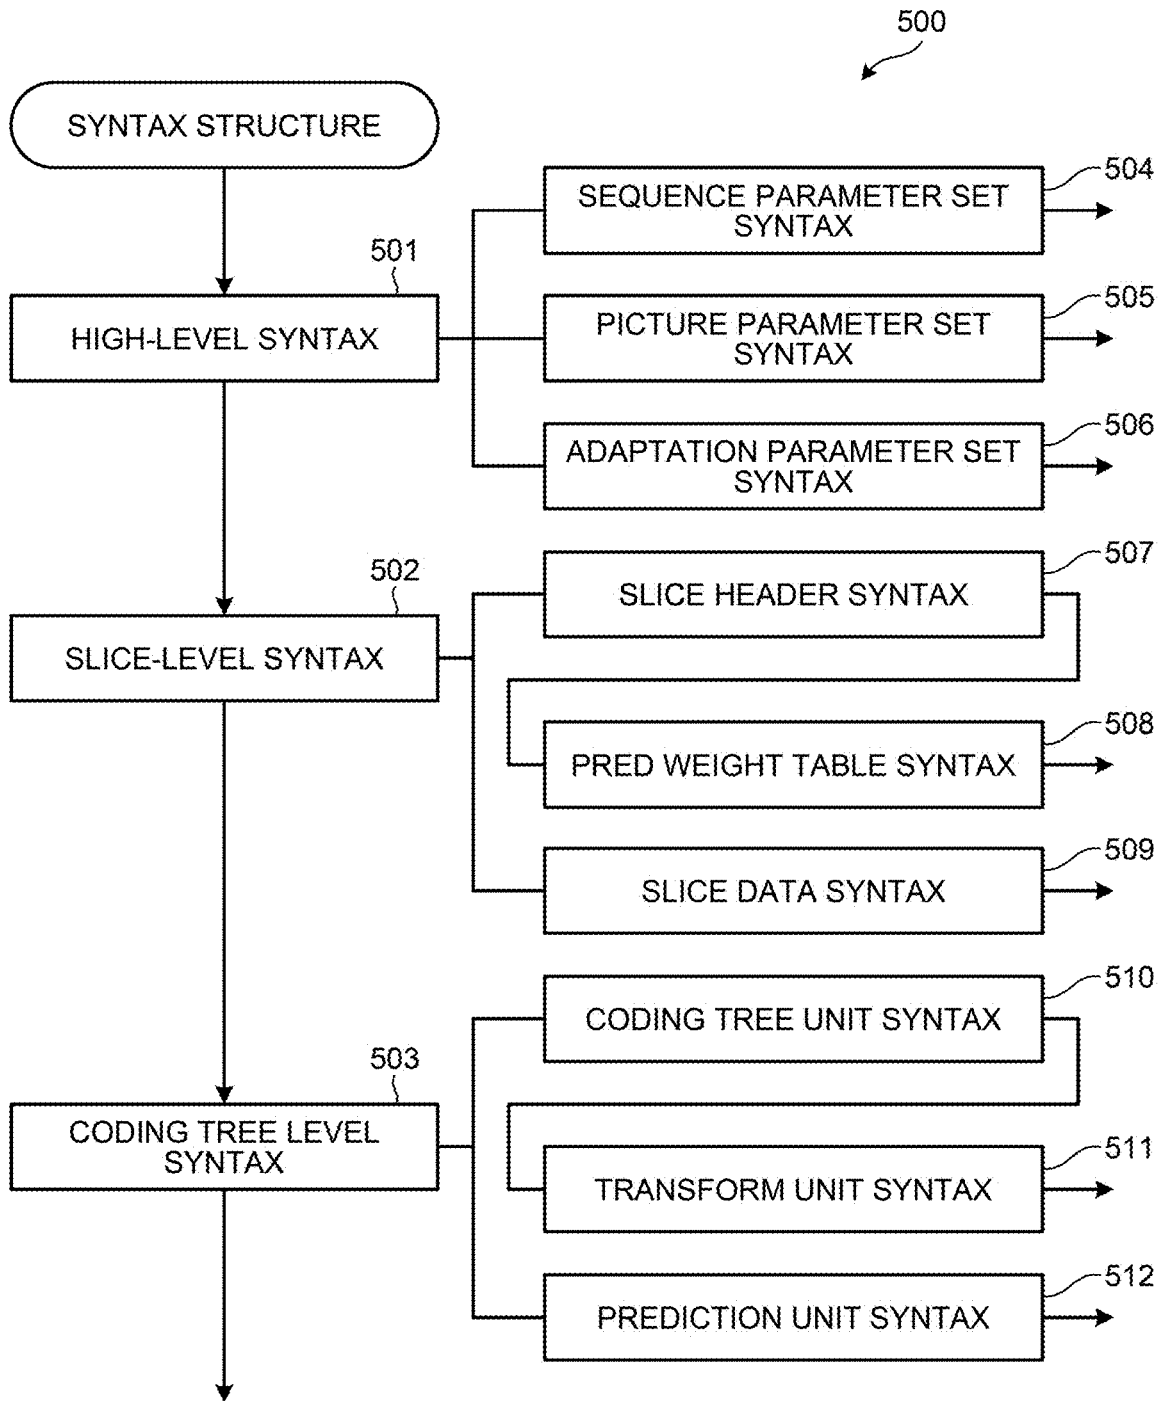 500
SYNTAX STRUCTURE
504
SEQUENCE PARAMETER SET
SYNTAX
501
HIGH-LEVEL SYNTAX
505
PICTURE PARAMETER SET
SYNTAX
506
ADAPTATION PARAMETER SET
SYNTAX
502
SLICE-LEVEL SYNTAX
507
SLICE HEADER SYNTAX
508
PRED WEIGHT TABLE SYNTAX
509
SLICE DATA SYNTAX
503
CODING TREE LEVEL
SYNTAX
510
CODING TREE UNIT SYNTAX
511
TRANSFORM UNIT SYNTAX
512
PREDICTION UNIT SYNTAX